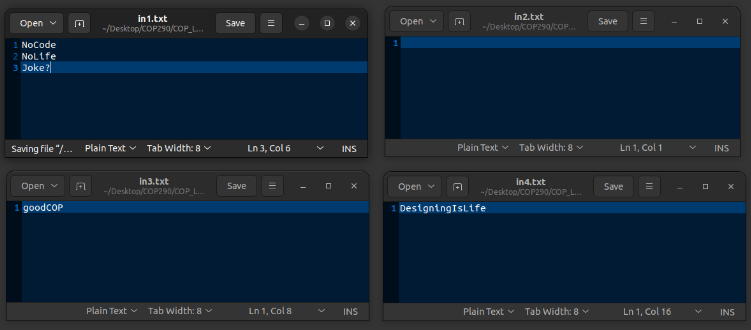 Open in1.txt Save
~/Desktop/COP290/COP_L...
1 NoCode
2 NoLife
3 Joke?
Saving file "/... Plain Text Tab Width: 8 Ln 3, Col 6 INS
Open in2.txt Save
~/Desktop/COP290/COP_...
1
Plain Text Tab Width: 8 Ln 1, Col 1 INS
Open in3.txt Save
~/Desktop/COP290/COP_L...
1 goodCOP
Plain Text Tab Width: 8 Ln 1, Col 8 INS
Open in4.txt Save
~/Desktop/COP290/COP_...
1 DesigningIsLife
Plain Text Tab Width: 8 Ln 1, Col 16 INS